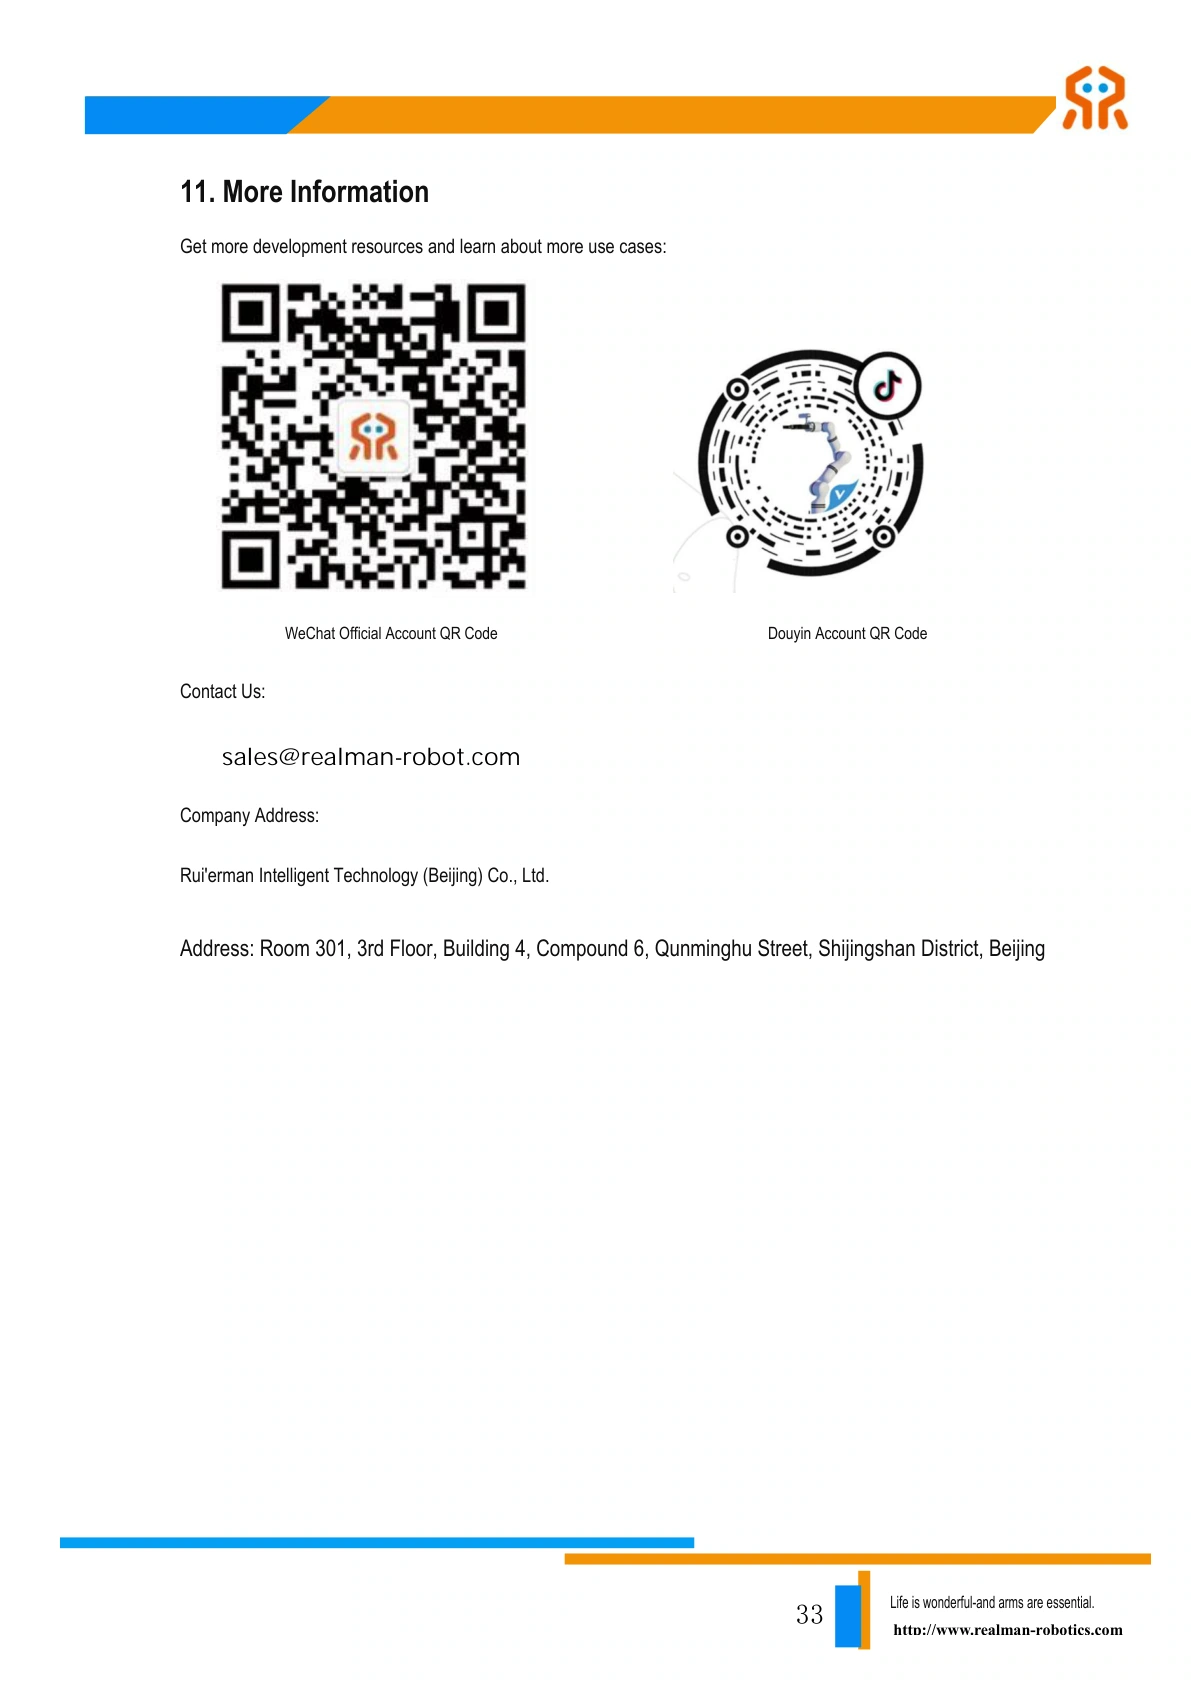 11. More Information
Get more development resources and learn about more use cases:
WeChat Official Account QR Code
Douyin Account QR Code
Contact Us:
sales@realman-robot.com
Company Address:
Rui'erman Intelligent Technology (Beijing) Co., Ltd.
Address: Room 301, 3rd Floor, Building 4, Compound 6, Qunminghu Street, Shijingshan District, Beijing
33
Life is wonderful-and arms are essential.
http://www.realman-robotics.com